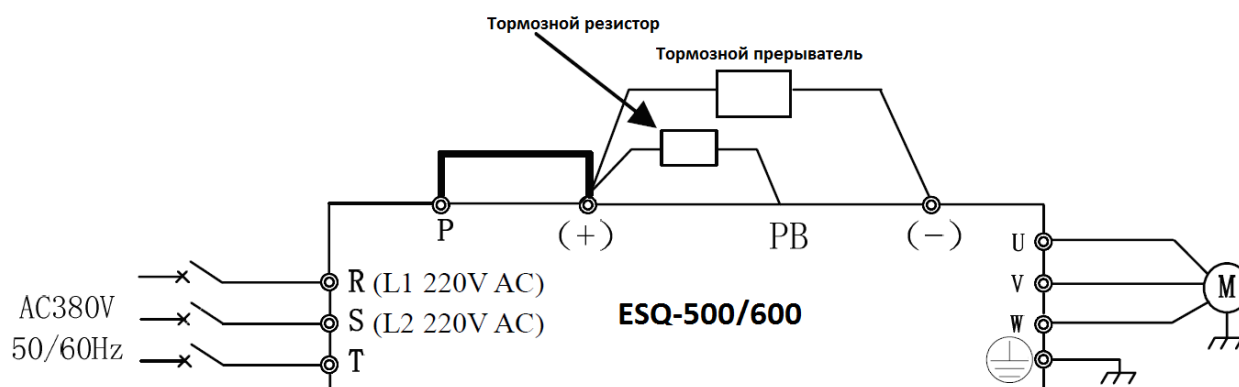 Тормозной резистор
Тормозной прерыватель
P
(+)
PB
(-)
AC380V
50/60Hz
R (L1 220V AC)
S (L2 220V AC)
T
ESQ-500/600
U
V
W
M